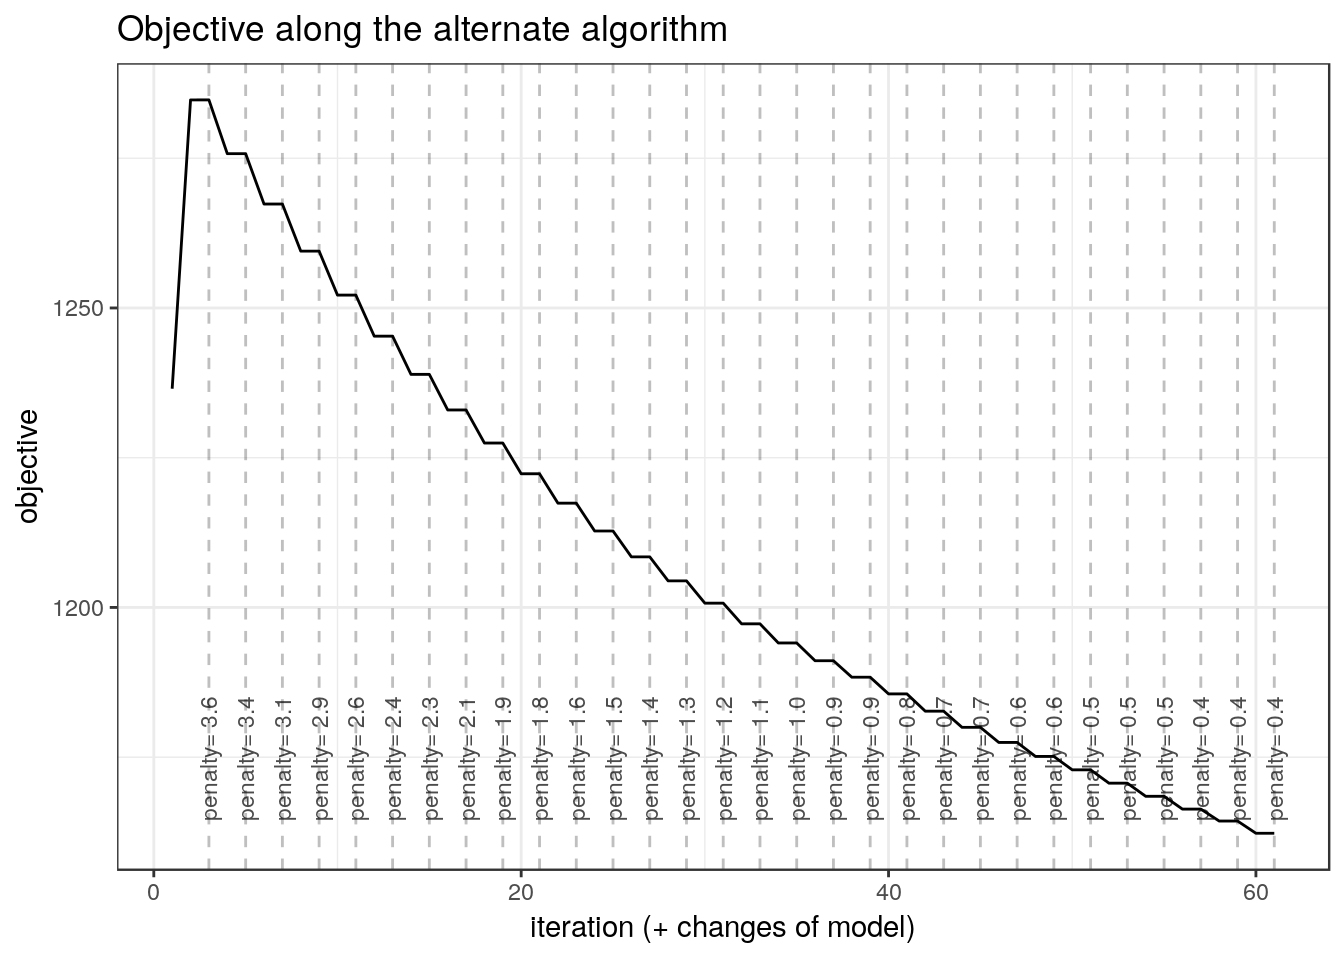 Objective along the alternate algorithm
objective
1250
1200
penalty= 3.6
penalty= 3.4
penalty= 3.1
penalty= 2.9
penalty= 2.6
penalty= 2.4
penalty= 2.3
penalty= 2.1
penalty= 1.9
penalty= 1.8
penalty= 1.6
penalty= 1.5
penalty= 1.4
penalty= 1.3
penalty= 1.2
penalty= 1.1
penalty= 1.0
penalty= 0.9
penalty= 0.9
penalty= 0.8
penalty= 0.7
penalty= 0.7
penalty= 0.6
penalty= 0.6
penalty= 0.5
penalty= 0.5
penalty= 0.5
penalty= 0.4
penalty= 0.4
penalty= 0.4
0 20 40 60
iteration (+ changes of model)